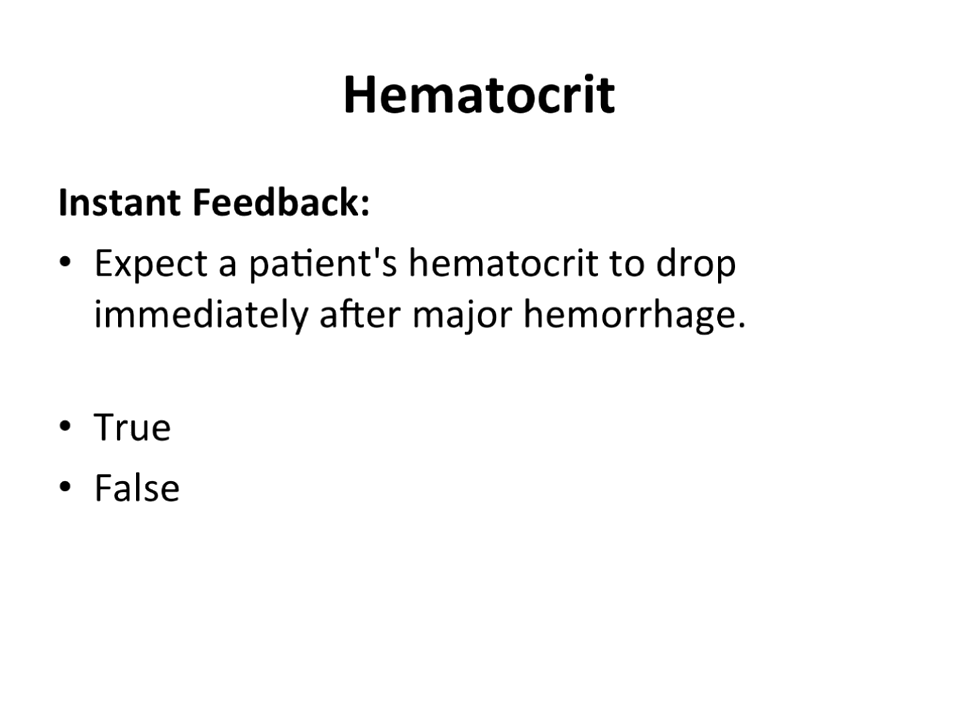 Hematocrit
Instant Feedback:
• Expect a patient's hematocrit to drop
immediately after major hemorrhage.
• True
• False